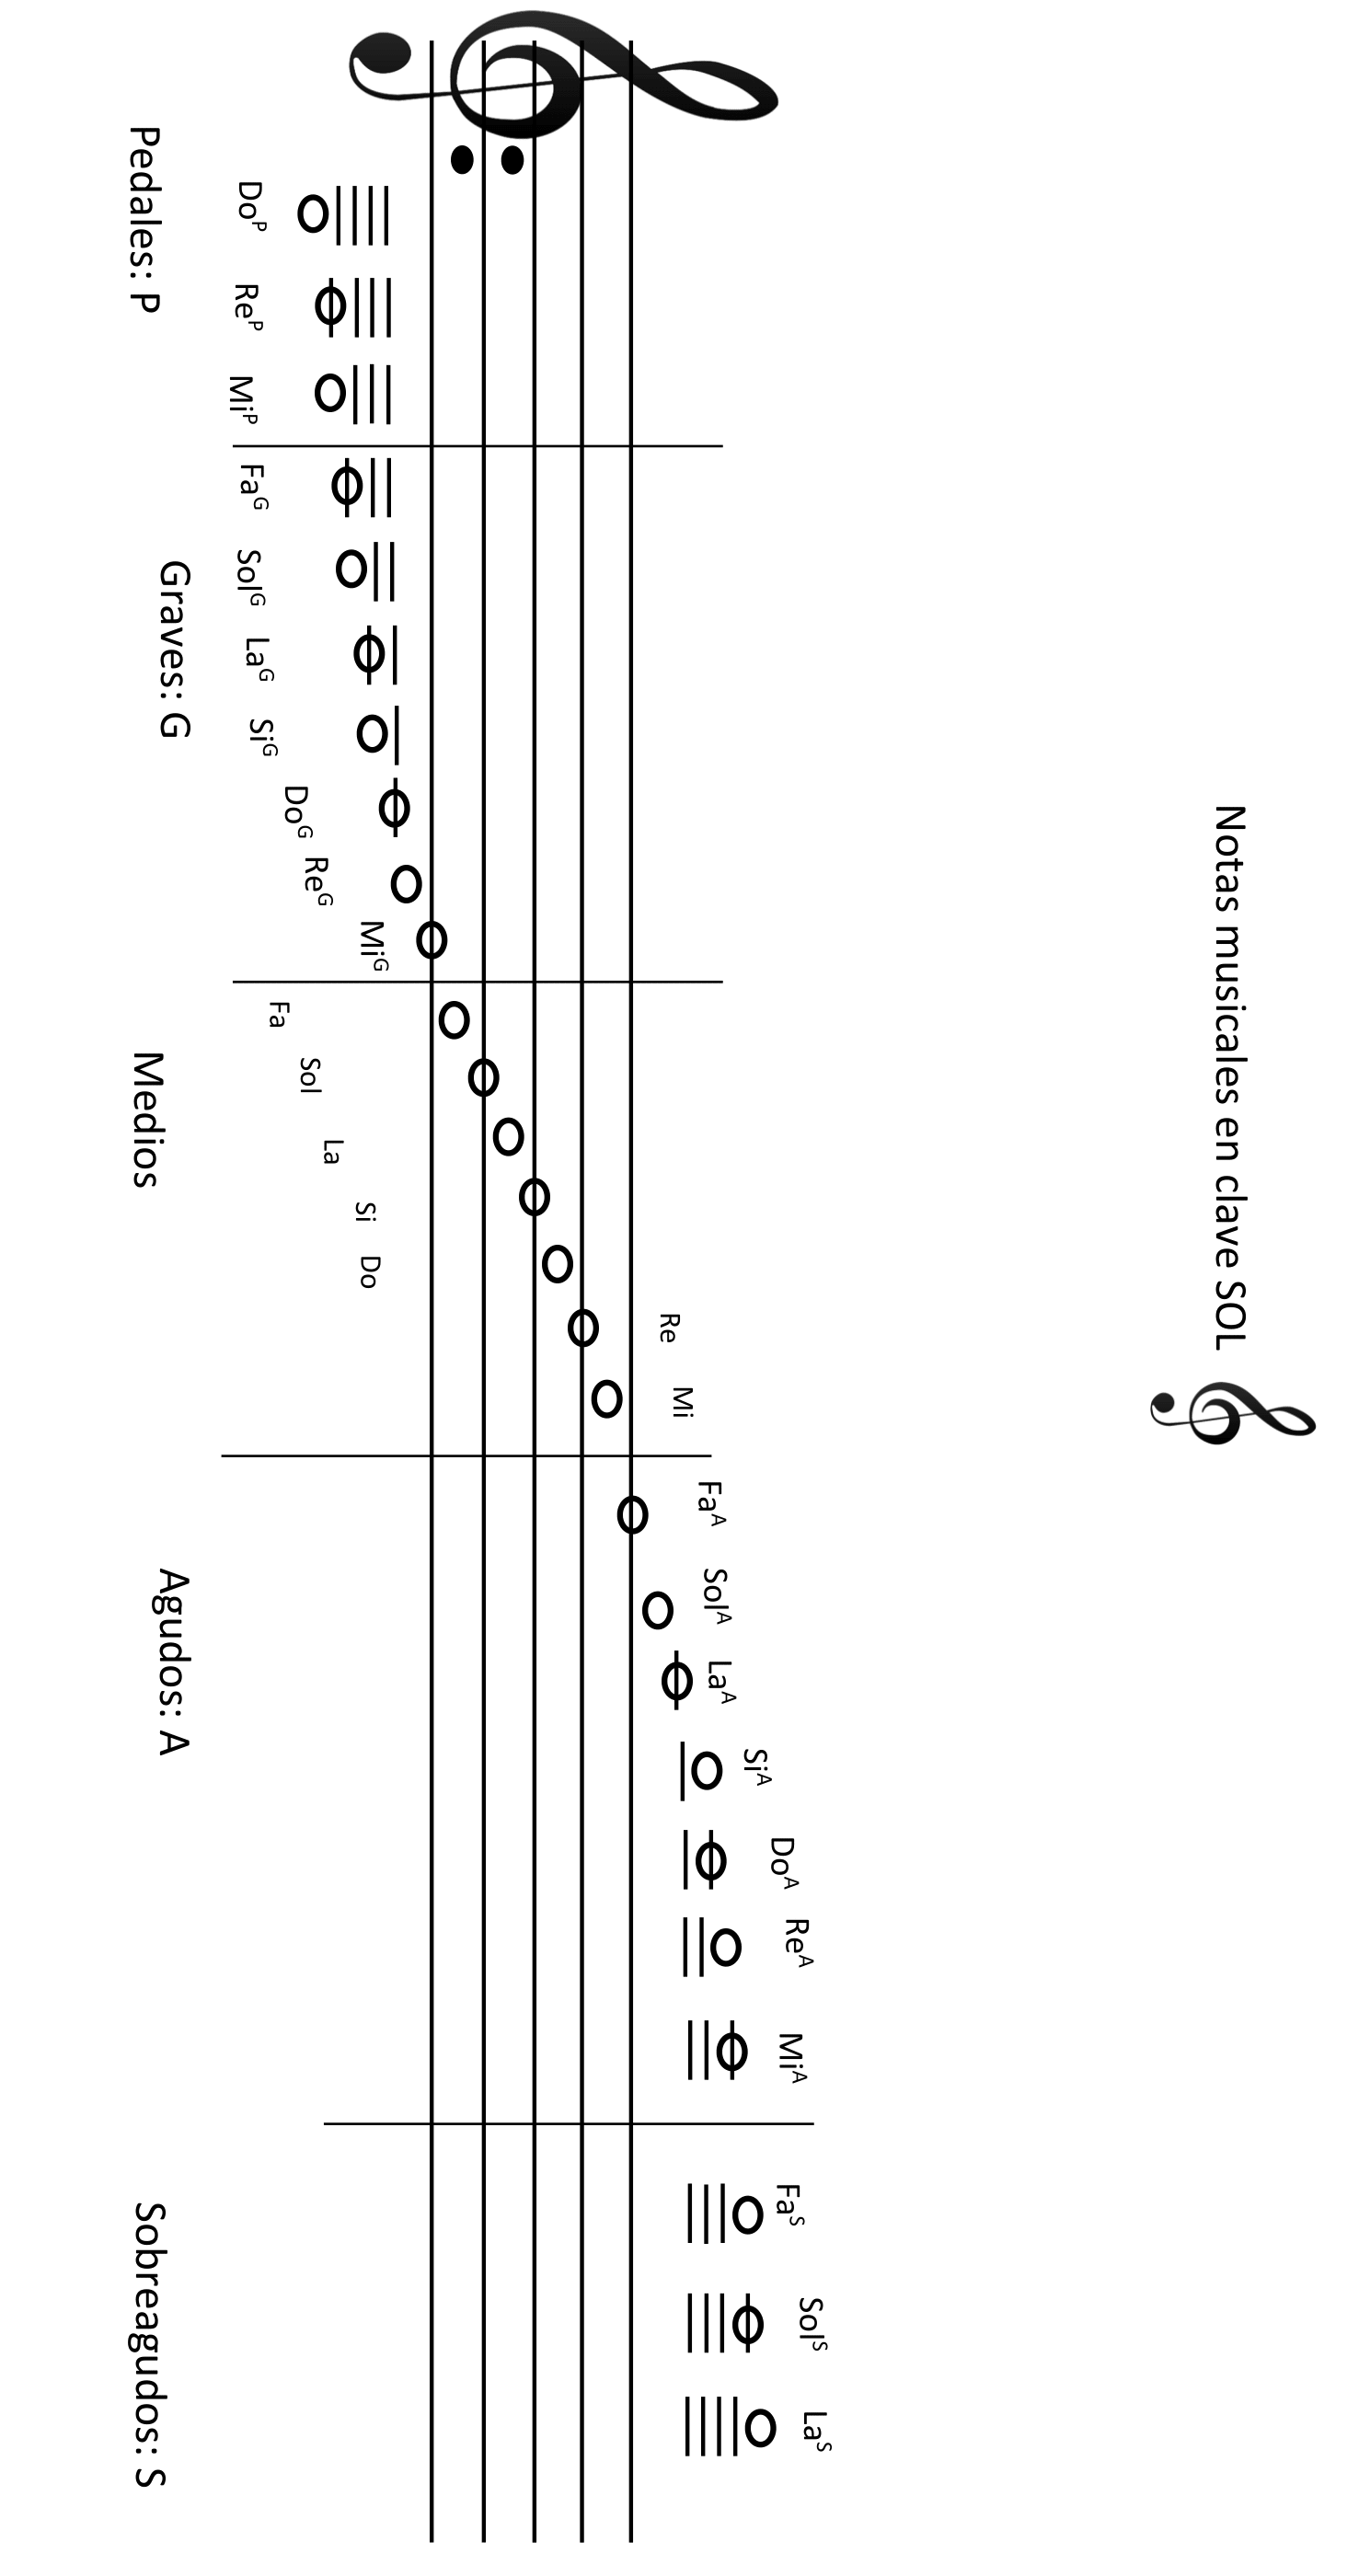 Notas musicales en clave SOL
Re
Mi
Fa^A
Sol^A
La^A
Si^A
Do^A
Re^A
Mi^A
Fa^S
Sol^S
La^S
Do^P
Re^P
Mi^P
Fa^G
Sol^G
La^G
Si^G
Do^G
Re^G
Mi^G
Fa
Sol
La
Si
Do
Pedales: P
Graves: G
Medios
Agudos: A
Sobreagudos: S